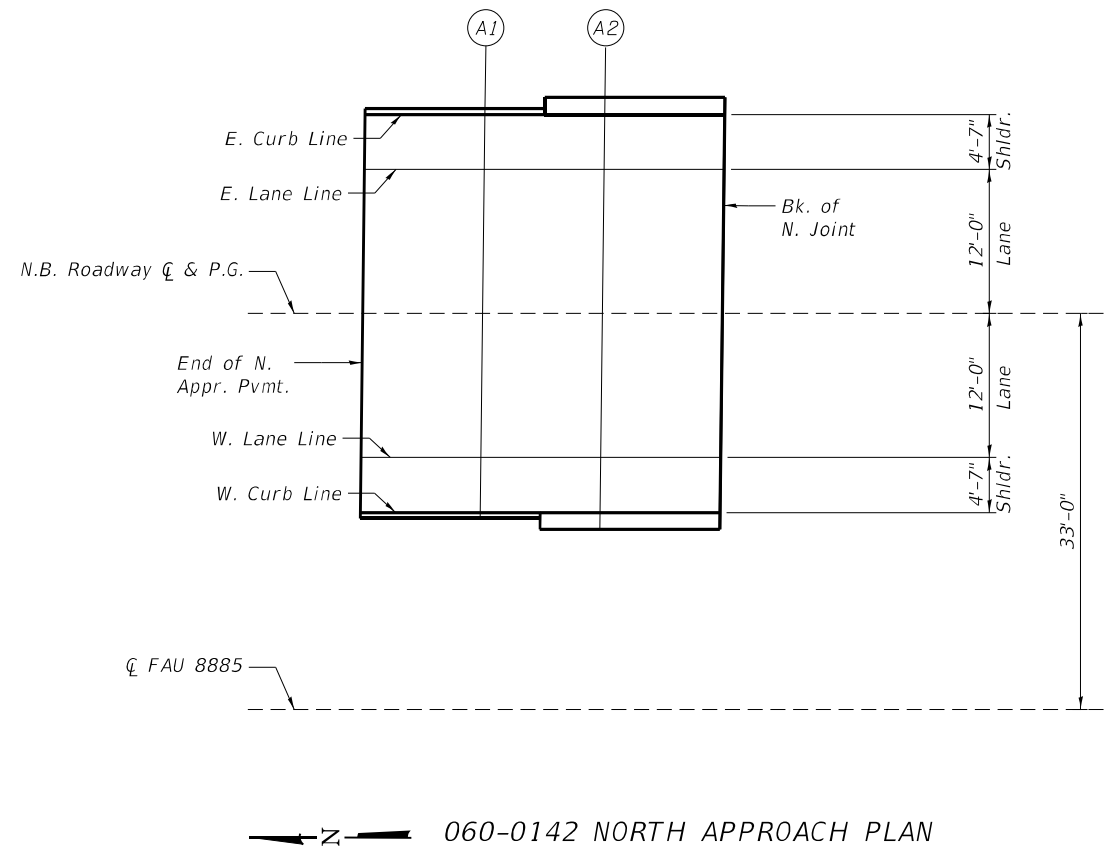 A1
A2
E. Curb Line
E. Lane Line
N.B. Roadway ℄ & P.G.
End of N.
Appr. Pvmt.
W. Lane Line
W. Curb Line
℄ FAU 8885
Bk. of
N. Joint
4'-7"
Shldr.
12'-0"
Lane
12'-0"
Lane
4'-7"
Shldr.
33'-0"
N
060-0142 NORTH APPROACH PLAN